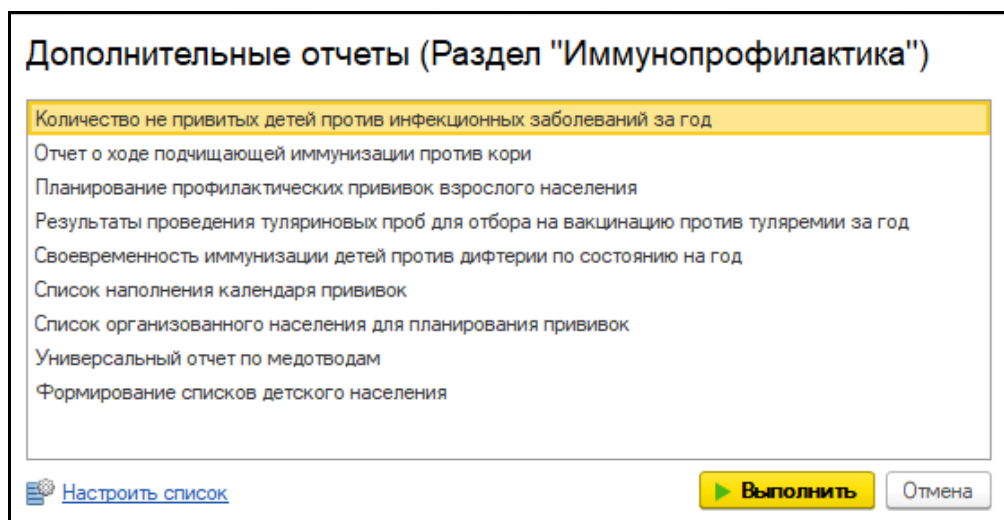 Дополнительные отчеты (Раздел "Иммунопрофилактика")
Количество не привитых детей против инфекционных заболеваний за год
Отчет о ходе подчищающей иммунизации против кори
Планирование профилактических прививок взрослого населения
Результаты проведения туляриновых проб для отбора на вакцинацию против туляремии за год
Своевременность иммунизации детей против дифтерии по состоянию на год
Список наполнения календаря прививок
Список организованного населения для планирования прививок
Универсальный отчет по медотводам
Формирование списков детского населения
Настроить список Выполнить Отмена